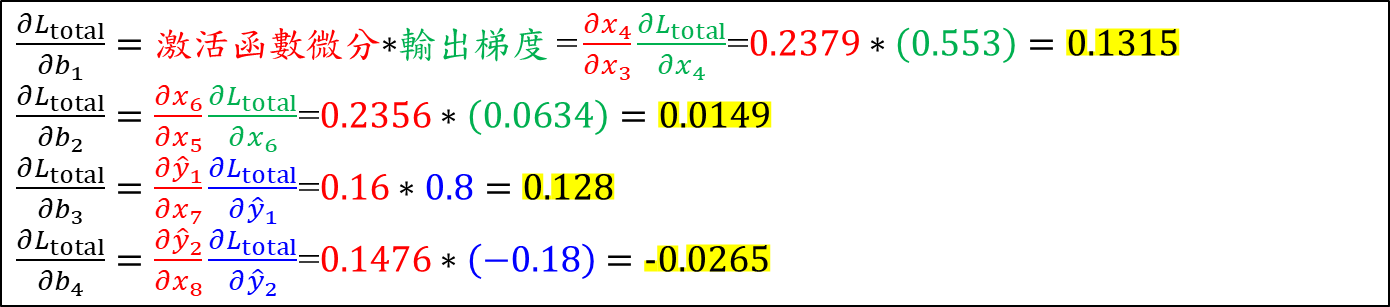 ∂L_total/∂b₁ = 激活函數微分*輸出梯度 = ∂x₄/∂x₃ ∂L_total/∂x₄ = 0.2379 * (0.553) = 0.1315
∂L_total/∂b₂ = ∂x₆/∂x₅ ∂L_total/∂x₆ = 0.2356 * (0.0634) = 0.0149
∂L_total/∂b₃ = ∂ŷ₁/∂x₇ ∂L_total/∂ŷ₁ = 0.16 * 0.8 = 0.128
∂L_total/∂b₄ = ∂ŷ₂/∂x₈ ∂L_total/∂ŷ₂ = 0.1476 * (−0.18) = -0.0265